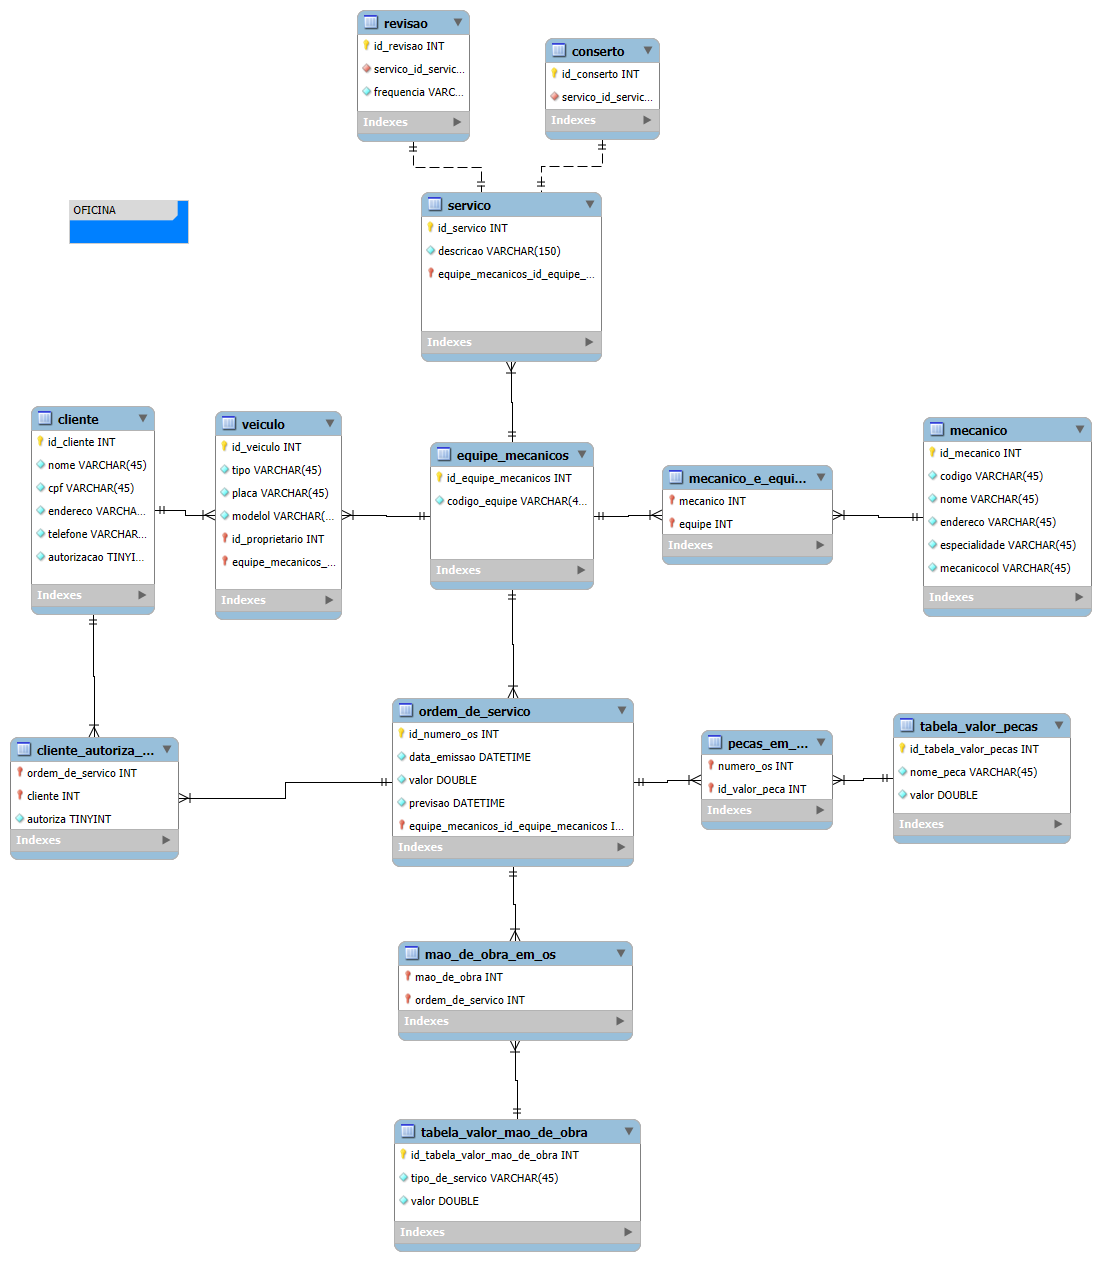 revisao
id_revisao INT
servico_id_servic...
frequencia VARC...
Indexes
conserto
id_conserto INT
servico_id_servic...
Indexes
OFICINA
servico
id_servico INT
descricao VARCHAR(150)
equipe_mecanicos_id_equipe_...
Indexes
cliente
id_cliente INT
nome VARCHAR(45)
cpf VARCHAR(45)
endereco VARCHA...
telefone VARCHAR...
autorizacao TINYI...
Indexes
veiculo
id_veiculo INT
tipo VARCHAR(45)
placa VARCHAR(45)
modelol VARCHAR(...
id_proprietario INT
equipe_mecanicos_...
Indexes
equipe_mecanicos
id_equipe_mecanicos INT
codigo_equipe VARCHAR(4...
Indexes
mecanico_e_equi...
mecanico INT
equipe INT
Indexes
mecanico
id_mecanico INT
codigo VARCHAR(45)
nome VARCHAR(45)
endereco VARCHAR(45)
especialidade VARCHAR(45)
mecanicocol VARCHAR(45)
Indexes
cliente_autoriza_...
ordem_de_servico INT
cliente INT
autoriza TINYINT
Indexes
ordem_de_servico
id_numero_os INT
data_emissao DATETIME
valor DOUBLE
previsao DATETIME
equipe_mecanicos_id_equipe_mecanicos I...
Indexes
pecas_em_...
numero_os INT
id_valor_peca INT
Indexes
tabela_valor_pecas
id_tabela_valor_pecas INT
nome_peca VARCHAR(45)
valor DOUBLE
Indexes
mao_de_obra_em_os
mao_de_obra INT
ordem_de_servico INT
Indexes
tabela_valor_mao_de_obra
id_tabela_valor_mao_de_obra INT
tipo_de_servico VARCHAR(45)
valor DOUBLE
Indexes